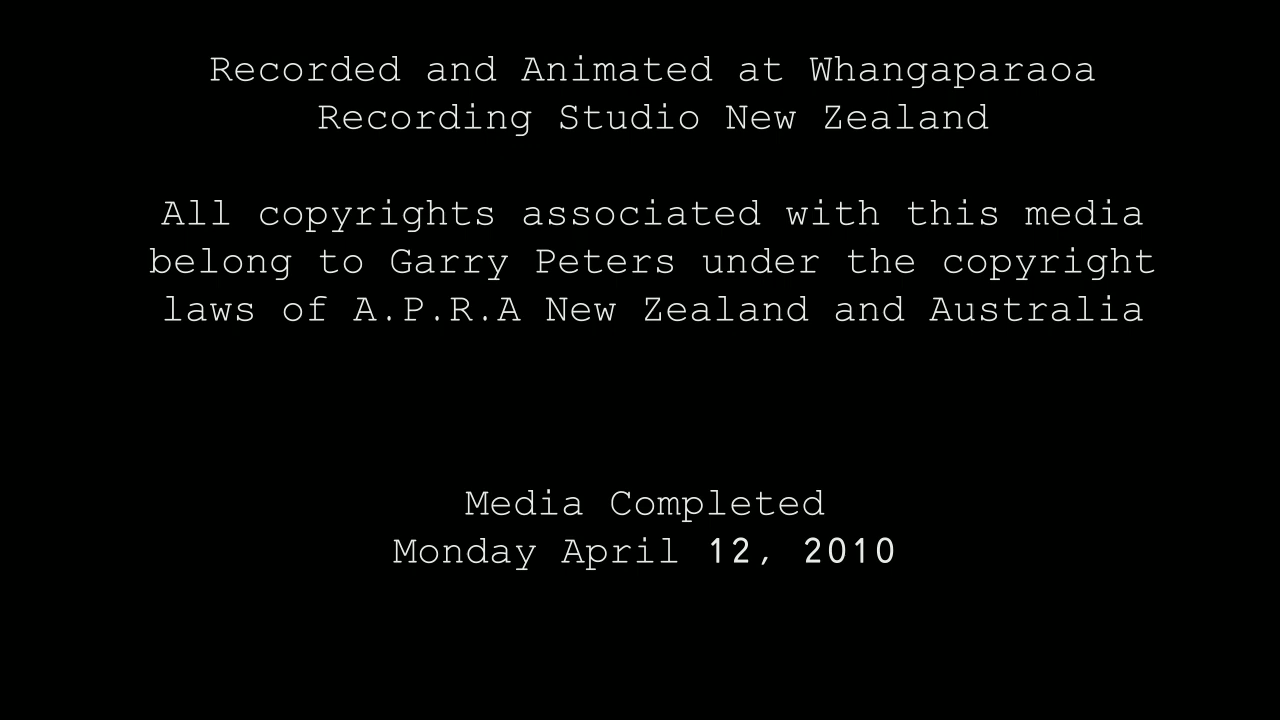 Recorded and Animated at Whangaparaoa
Recording Studio New Zealand
All copyrights associated with this media
belong to Garry Peters under the copyright
laws of A.P.R.A New Zealand and Australia
Media Completed
Monday April 12, 2010